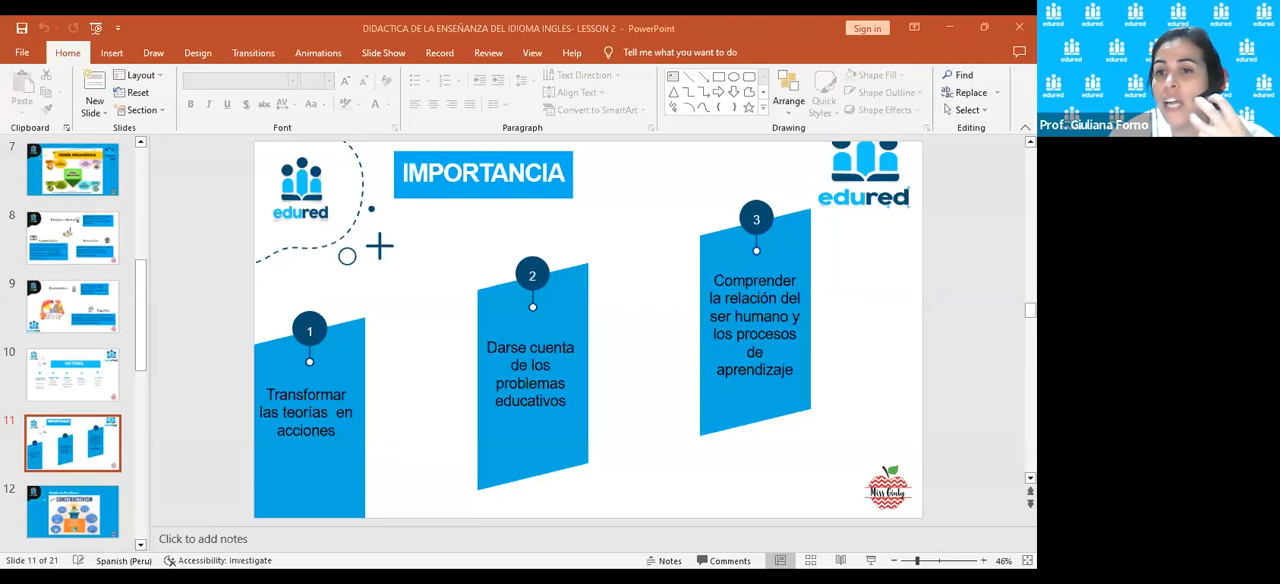 DIDACTICA DE LA ENSEÑANZA DEL IDIOMA INGLES- LESSON 2 - PowerPoint
Sign in
File Home Insert Draw Design Transitions Animations Slide Show Record Review View Help Tell me what you want to do
Paste
New
Slide
Layout
Reset
Section
Text Direction
Align Text
Convert to SmartArt
Arrange
Quick
Styles
Shape Fill
Shape Outline
Shape Effects
Find
Replace
Select
Clipboard Slides Font Paragraph Drawing Editing
7
8
9
10
11
12
CONSTRUCTIVISM
IMPORTANCIA
edured
edured
1
Transformar
las teorías en
acciones
2
Darse cuenta
de los
problemas
educativos
3
Comprender
la relación del
ser humano y
los procesos
de
aprendizaje
Miss Giuly
Click to add notes
Slide 11 of 21 Spanish (Peru) Accessibility: Investigate Notes Comments 46%
Prof. Giuliana Forno